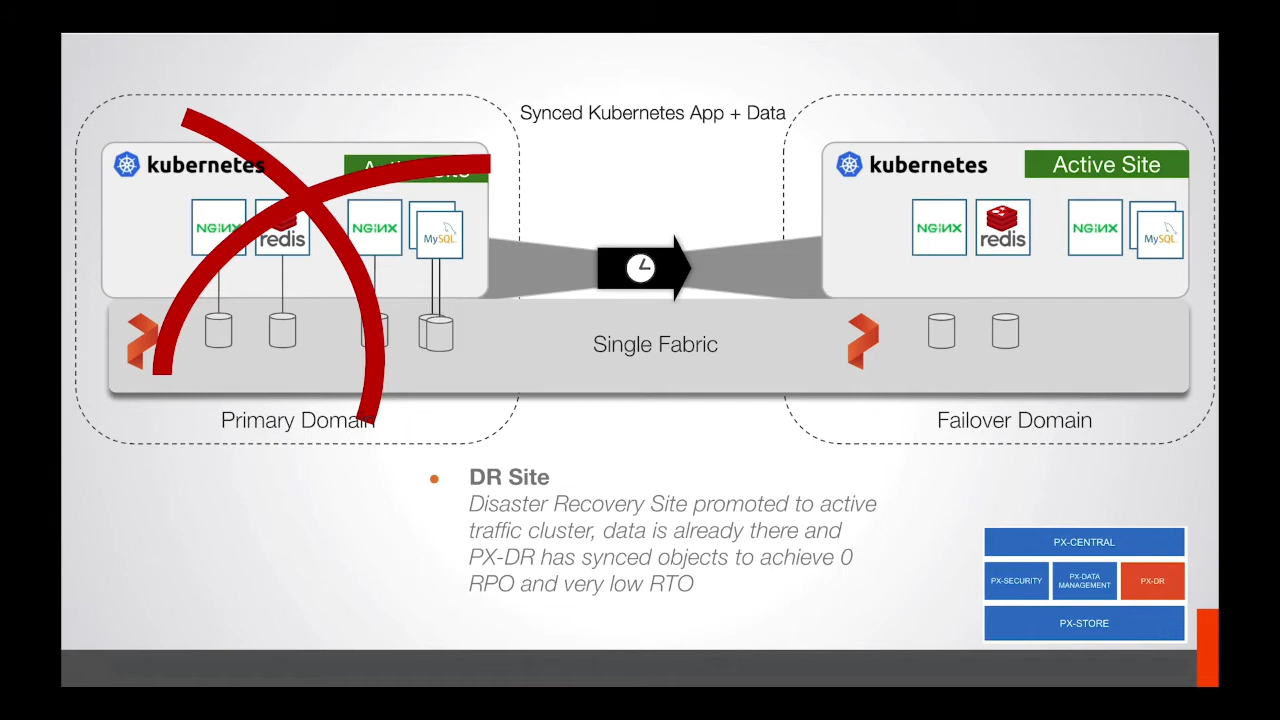 Synced Kubernetes App + Data
kubernetes
Active Site
NGINX
redis
NGINX
MySQL
kubernetes
Active Site
NGINX
redis
NGINX
MySQL
Single Fabric
Primary Domain
Failover Domain
DR Site
Disaster Recovery Site promoted to active
traffic cluster, data is already there and
PX-DR has synced objects to achieve 0
RPO and very low RTO
PX-CENTRAL
PX-SECURITY
PX-DATA
MANAGEMENT
PX-DR
PX-STORE